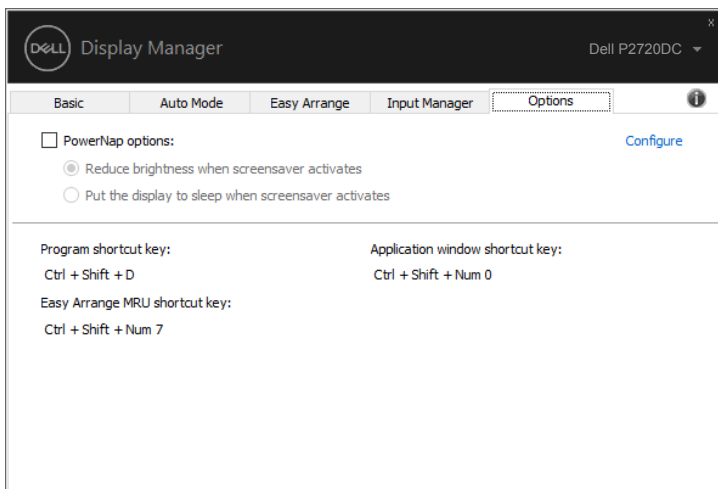 x
DELL Display Manager Dell P2720DC
Basic Auto Mode Easy Arrange Input Manager Options i
PowerNap options: Configure
Reduce brightness when screensaver activates
Put the display to sleep when screensaver activates
Program shortcut key: Application window shortcut key:
Ctrl + Shift + D Ctrl + Shift + Num 0
Easy Arrange MRU shortcut key:
Ctrl + Shift + Num 7